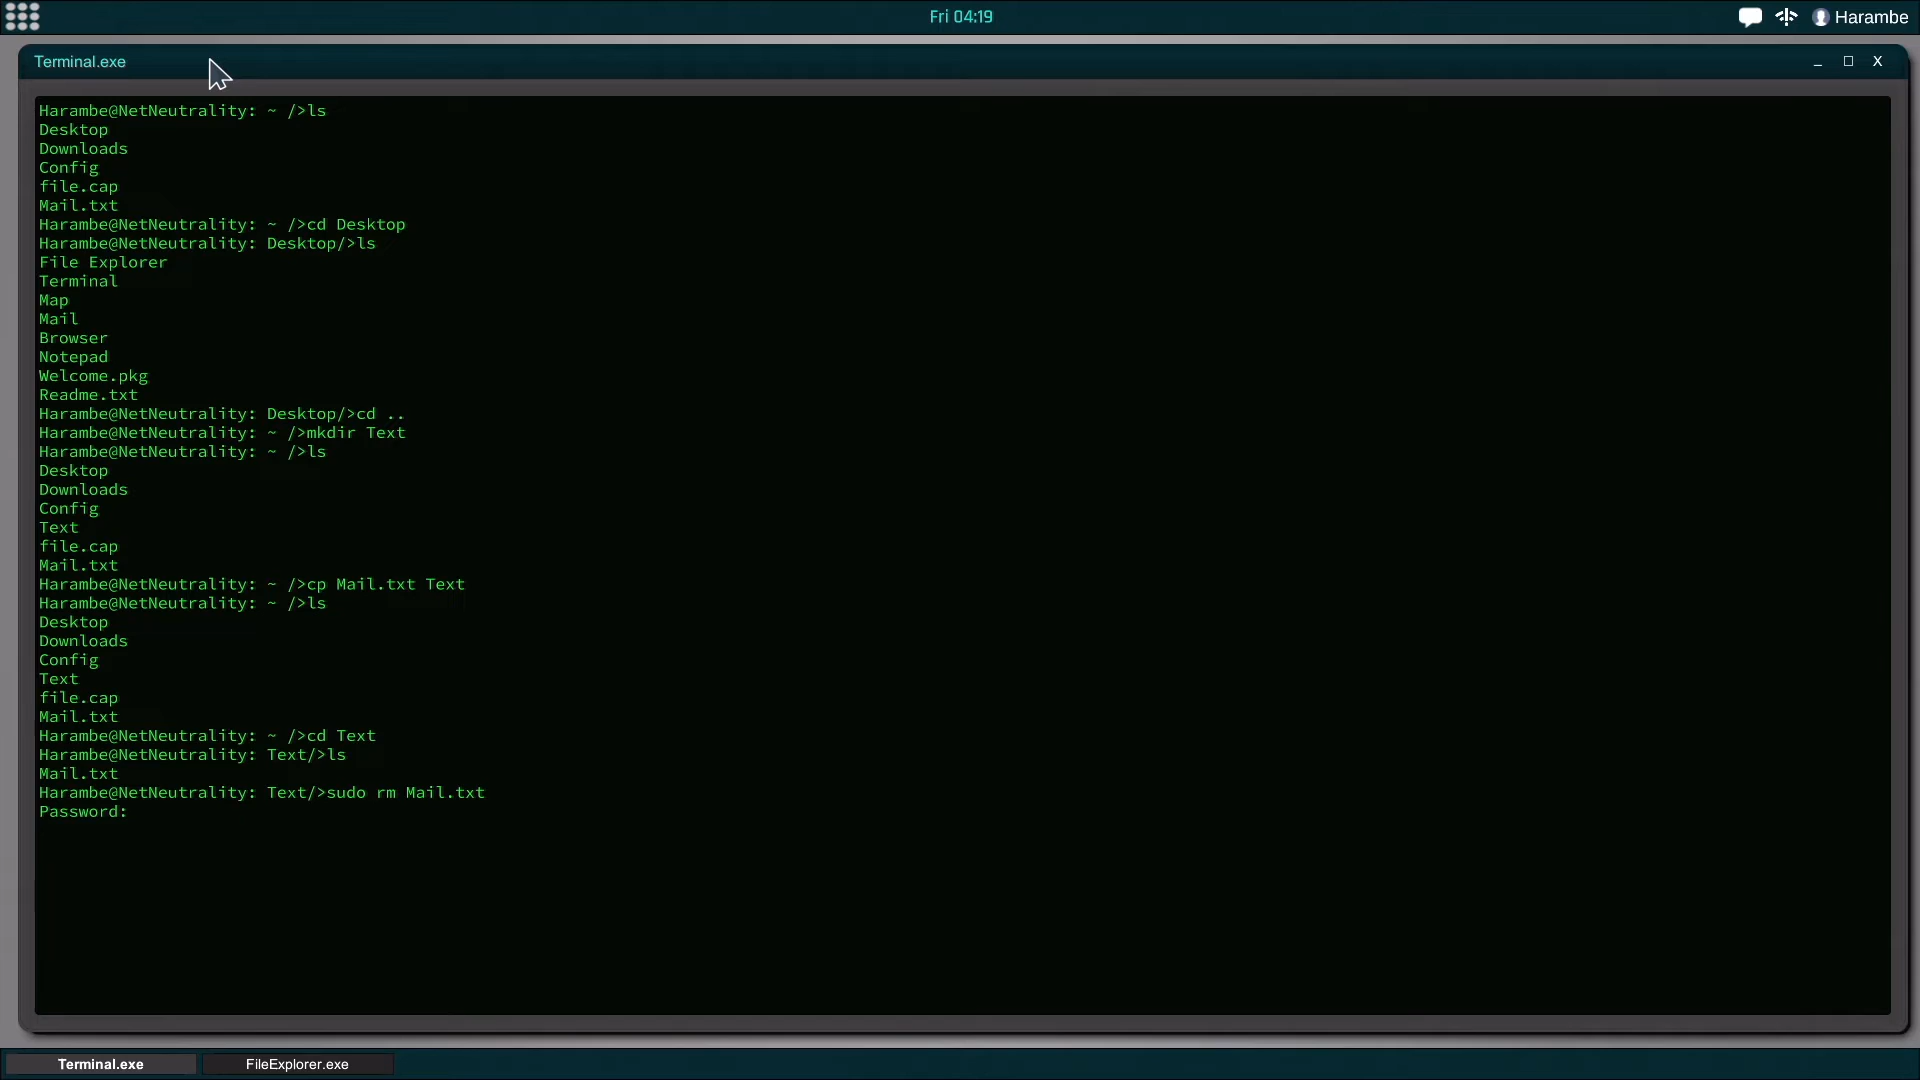 Fri 04:19
Harambe
Terminal.exe
_ □ X
Harambe@NetNeutrality: ~ />ls
Desktop
Downloads
Config
file.cap
Mail.txt
Harambe@NetNeutrality: ~ />cd Desktop
Harambe@NetNeutrality: Desktop/>ls
File Explorer
Terminal
Map
Mail
Browser
Notepad
Welcome.pkg
Readme.txt
Harambe@NetNeutrality: Desktop/>cd ..
Harambe@NetNeutrality: ~ />mkdir Text
Harambe@NetNeutrality: ~ />ls
Desktop
Downloads
Config
Text
file.cap
Mail.txt
Harambe@NetNeutrality: ~ />cp Mail.txt Text
Harambe@NetNeutrality: ~ />ls
Desktop
Downloads
Config
Text
file.cap
Mail.txt
Harambe@NetNeutrality: ~ />cd Text
Harambe@NetNeutrality: Text/>ls
Mail.txt
Harambe@NetNeutrality: Text/>sudo rm Mail.txt
Password:
Terminal.exe
FileExplorer.exe